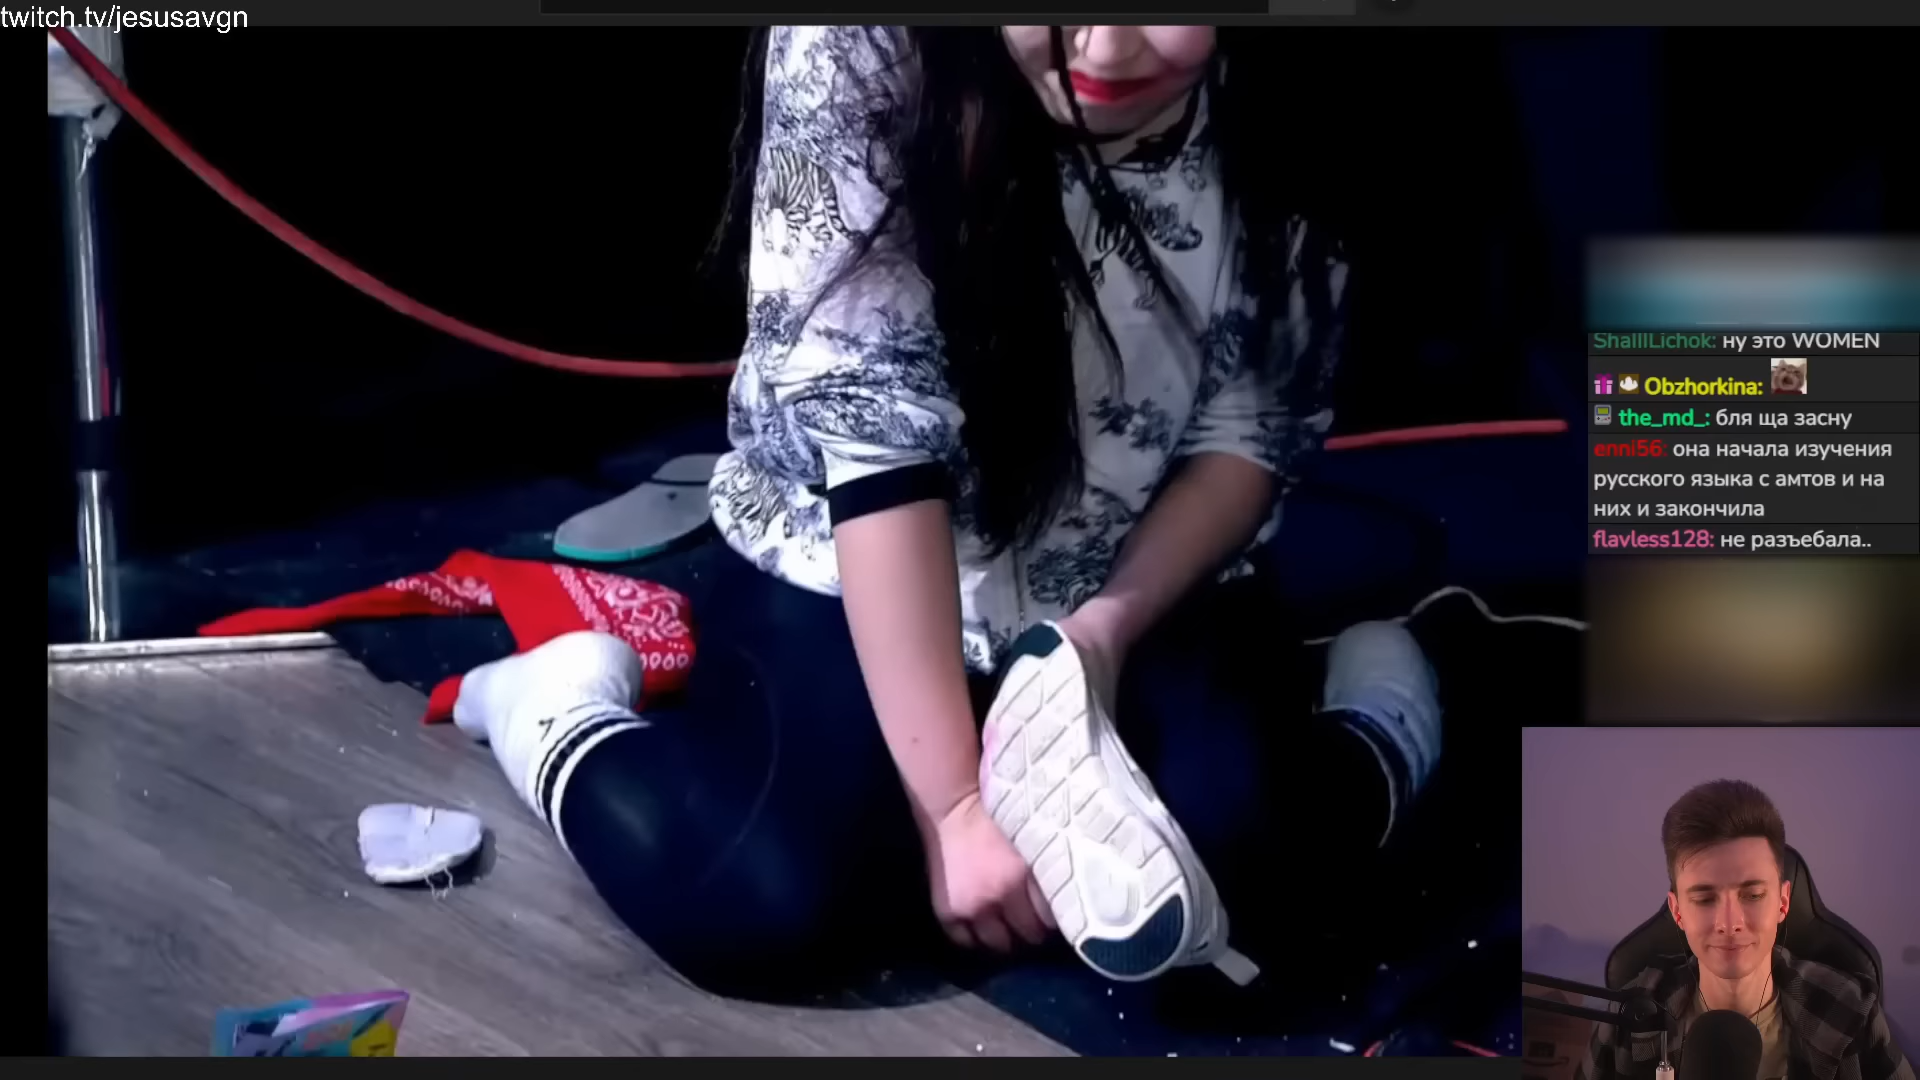 twitch.tv/jesusavgn
ShallILichok: ну это WOMEN
Obzhorkina:
the_md_: бля ща засну
enni56: она начала изучения
русского языка с амтов и на
них и закончила
flavless128: не разъебала..